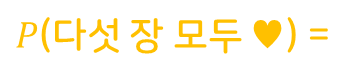 P(다섯 장 모두 ♥) =